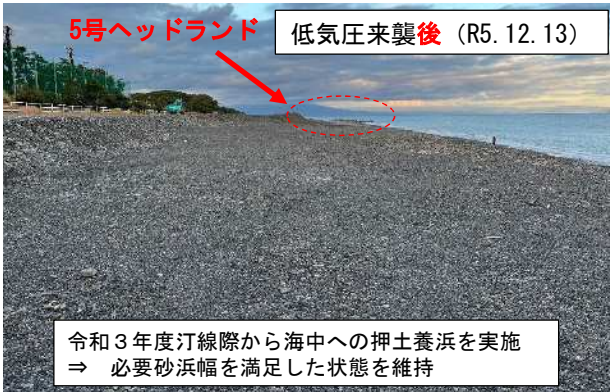 5号ヘッドランド
低気圧来襲後（R5.12.13）
令和３年度汀線際から海中への押土養浜を実施
⇒　必要砂浜幅を満足した状態を維持